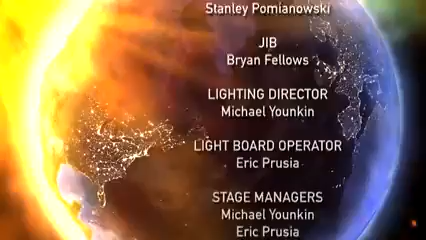 Stanley Pomianowski
JIB
Bryan Fellows
LIGHTING DIRECTOR
Michael Younkin
LIGHT BOARD OPERATOR
Eric Prusia
STAGE MANAGERS
Michael Younkin
Eric Prusia